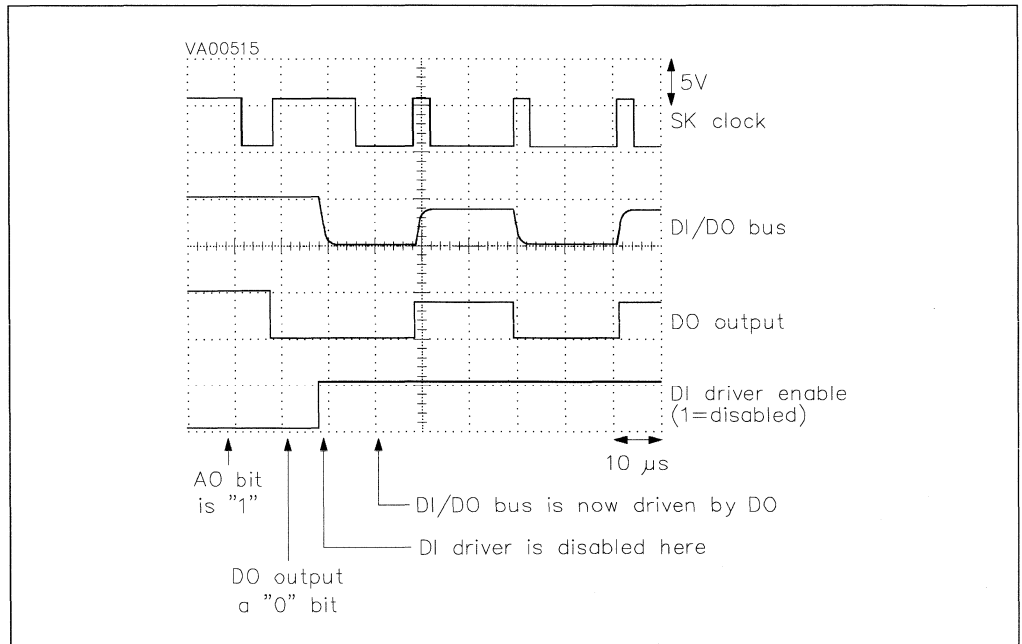 VA00515
5V
SK clock
DI/DO bus
DO output
DI driver enable
(1=disabled)
10 μs
AO bit
is "1"
DI/DO bus is now driven by DO
DI driver is disabled here
DO output
a "0" bit